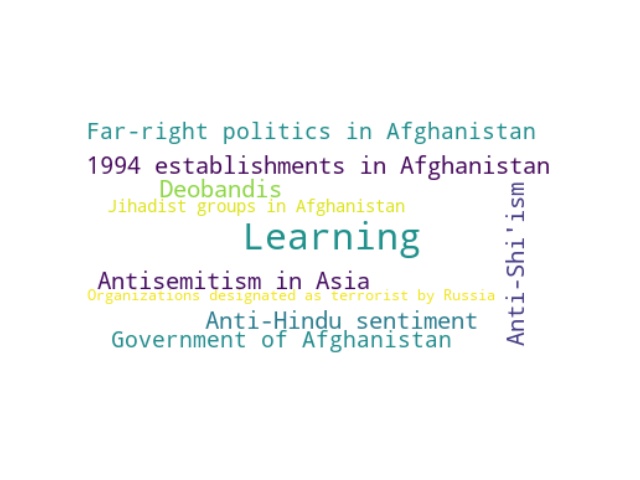 Far-right politics in Afghanistan
1994 establishments in Afghanistan
Deobandis
Jihadist groups in Afghanistan
Learning
Antisemitism in Asia
Organizations designated as terrorist by Russia
Anti-Hindu sentiment
Government of Afghanistan
Anti-Shi'ism